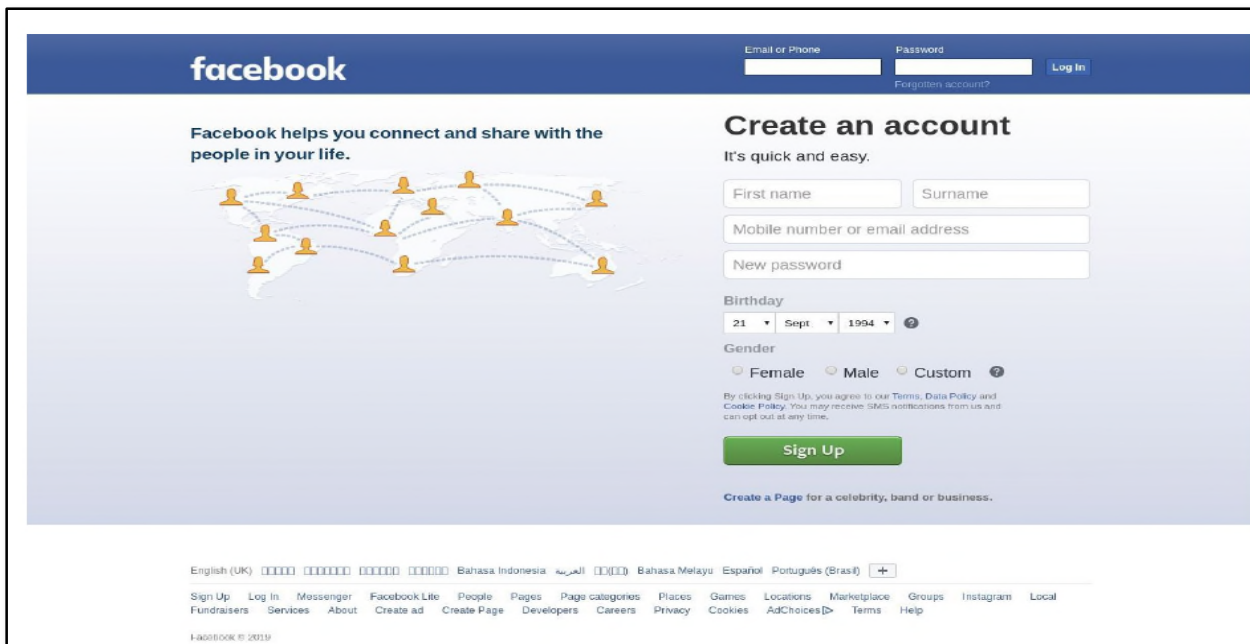 facebook
Email or Phone Password
Log In
Forgotten account?
Facebook helps you connect and share with the
people in your life.
Create an account
It's quick and easy.
First name Surname
Mobile number or email address
New password
Birthday
21 Sept 1994
Gender
Female Male Custom
By clicking Sign Up, you agree to our Terms, Data Policy and
Cookie Policy. You may receive SMS notifications from us and
can opt out at any time.
Sign Up
Create a Page for a celebrity, band or business.
English (UK) Bahasa Indonesia العربية Bahasa Melayu Español Português (Brasil) +
Sign Up Log In Messenger Facebook Lite People Pages Page categories Places Games Locations Marketplace Groups Instagram Local
Fundraisers Services About Create ad Create Page Developers Careers Privacy Cookies AdChoices Terms Help
Facebook © 2019